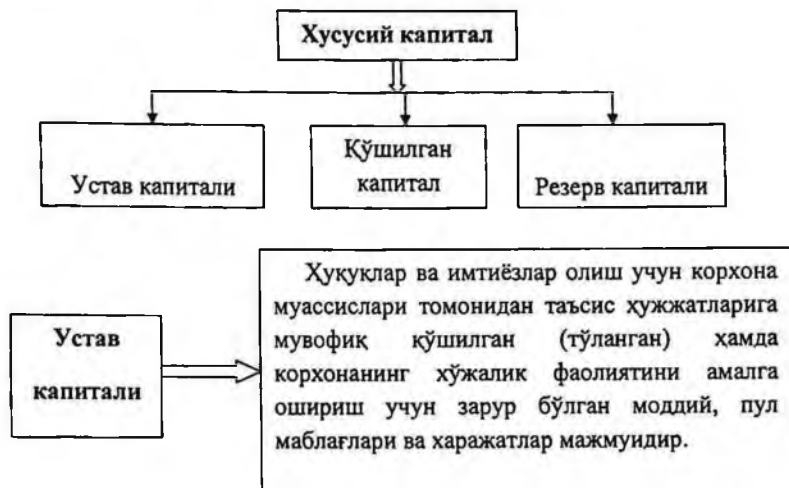 Хусусий капитал
Устав капитали
Қўшилган
капитал
Резерв капитали
Устав
капитали
Ҳуқуқлар ва имтиёзлар олиш учун корхона
муассислари томонидан таъсис ҳужжатларига
мувофиқ қўшилган (тўланган) ҳамда
корхонанинг хўжалик фаолиятини амалга
ошириш учун зарур бўлган моддий, пул
маблағлари ва харажатлар мажмуидир.